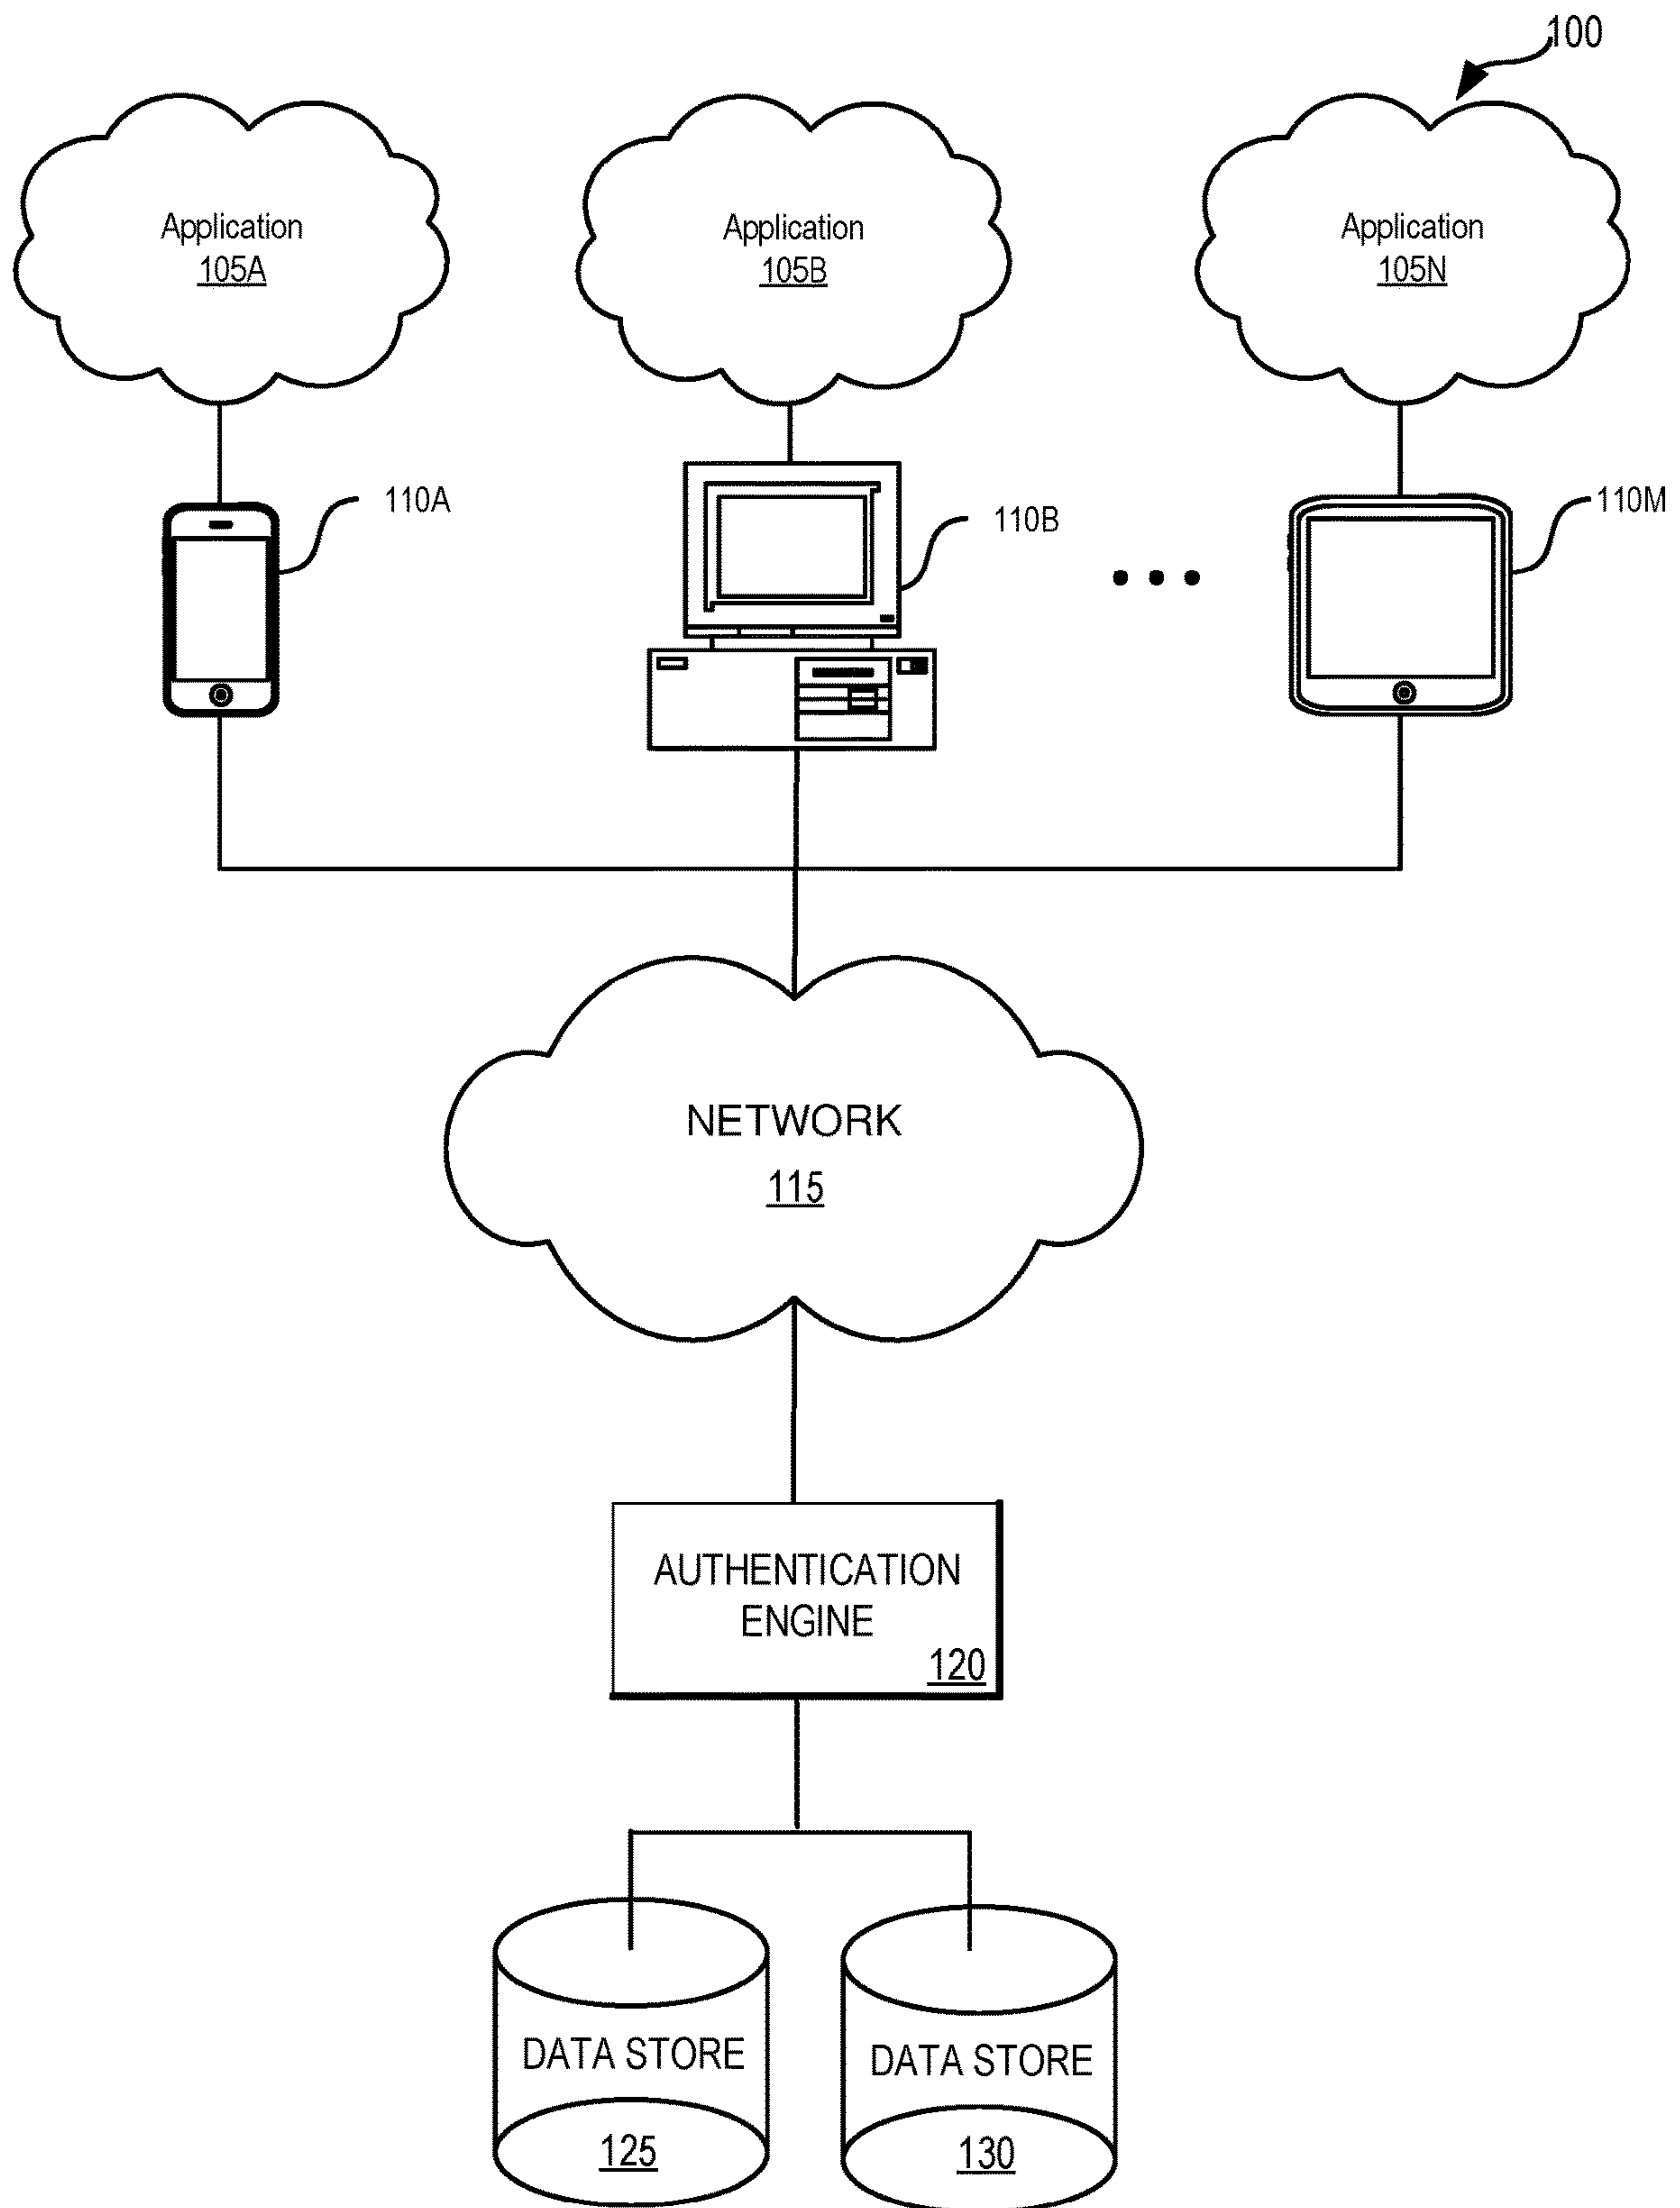 100
Application
105A
Application
105B
Application
105N
110A
110B
110M
NETWORK
115
AUTHENTICATION
ENGINE
120
DATA STORE
125
DATA STORE
130